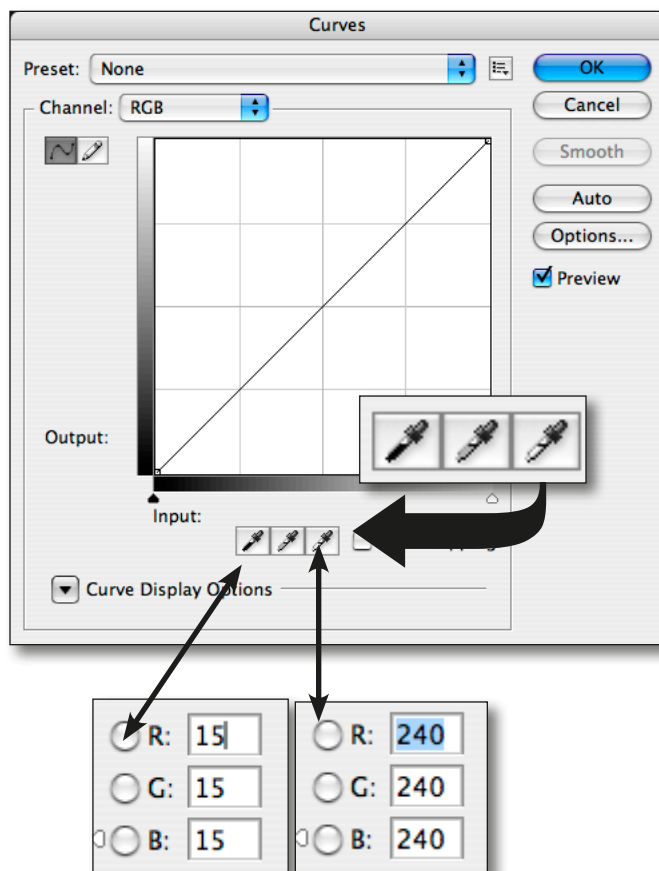 Curves
Preset: None
OK
Channel: RGB
Cancel
Smooth
Auto
Options...
Preview
Output:
Input:
Curve Display Options
R: 15
G: 15
B: 15
R: 240
G: 240
B: 240